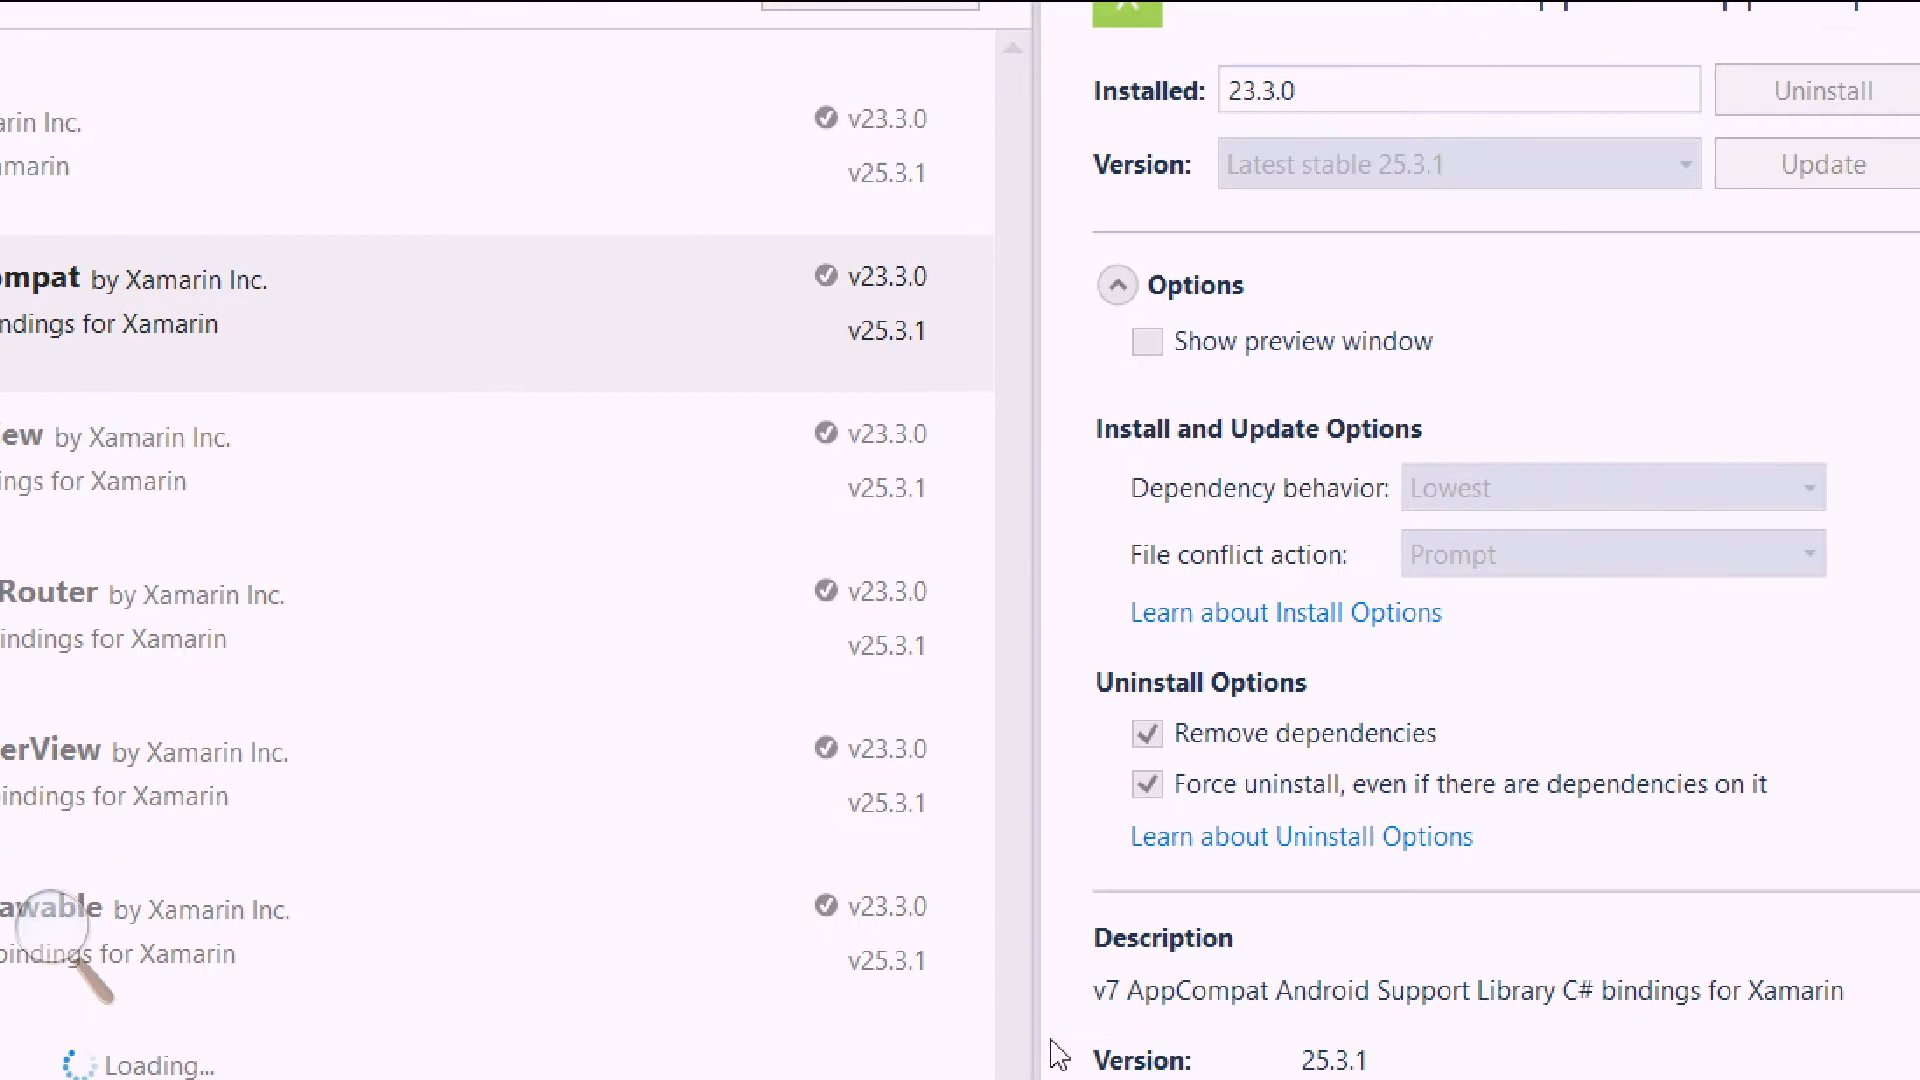 arin Inc.
v23.3.0
marin
v25.3.1
ompat by Xamarin Inc.
v23.3.0
ndings for Xamarin
v25.3.1
ew by Xamarin Inc.
v23.3.0
ings for Xamarin
v25.3.1
Router by Xamarin Inc.
v23.3.0
indings for Xamarin
v25.3.1
erView by Xamarin Inc.
v23.3.0
bindings for Xamarin
v25.3.1
awable by Xamarin Inc.
v23.3.0
bindings for Xamarin
v25.3.1
Loading...
Installed: 23.3.0 Uninstall
Version: Latest stable 25.3.1 Update
Options
Show preview window
Install and Update Options
Dependency behavior: Lowest
File conflict action: Prompt
Learn about Install Options
Uninstall Options
Remove dependencies
Force uninstall, even if there are dependencies on it
Learn about Uninstall Options
Description
v7 AppCompat Android Support Library C# bindings for Xamarin
Version: 25.3.1